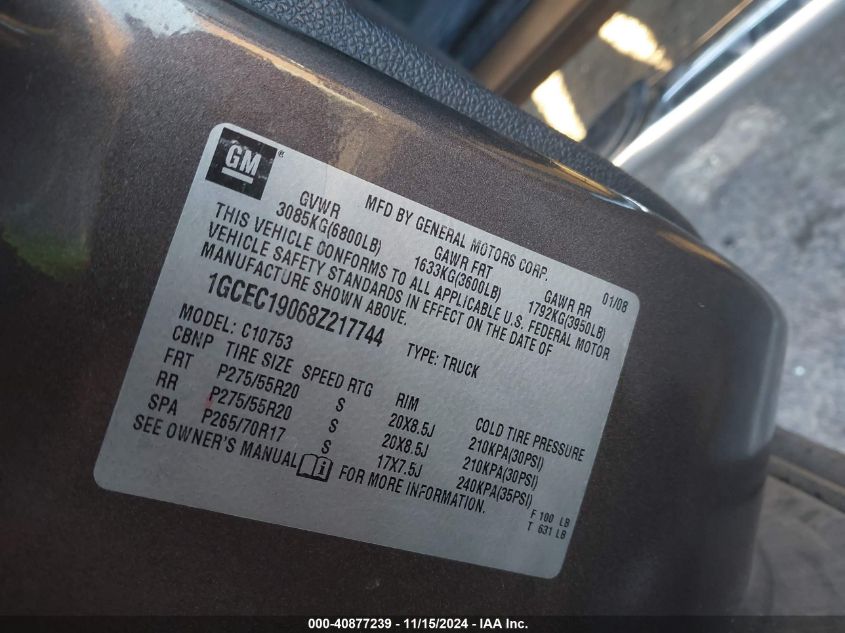 GM ®
MFD BY GENERAL MOTORS CORP. 01/08
GVWR GAWR FRT GAWR RR
3085KG(6800LB) 1633KG(3600LB) 1792KG(3950LB)
THIS VEHICLE CONFORMS TO ALL APPLICABLE U.S. FEDERAL MOTOR
VEHICLE SAFETY STANDARDS IN EFFECT ON THE DATE OF
MANUFACTURE SHOWN ABOVE.
1GCEC19068Z217744 TYPE: TRUCK
MODEL: C10753
CBNP TIRE SIZE SPEED RTG RIM COLD TIRE PRESSURE
FRT P275/55R20 S 20X8.5J 210KPA(30PSI)
RR P275/55R20 S 20X8.5J 210KPA(30PSI)
SPA P265/70R17 S 17X7.5J 240KPA(35PSI)
SEE OWNER'S MANUAL FOR MORE INFORMATION.
F 100 LB
T 631 LB
000-40877239 - 11/15/2024 - IAA Inc.